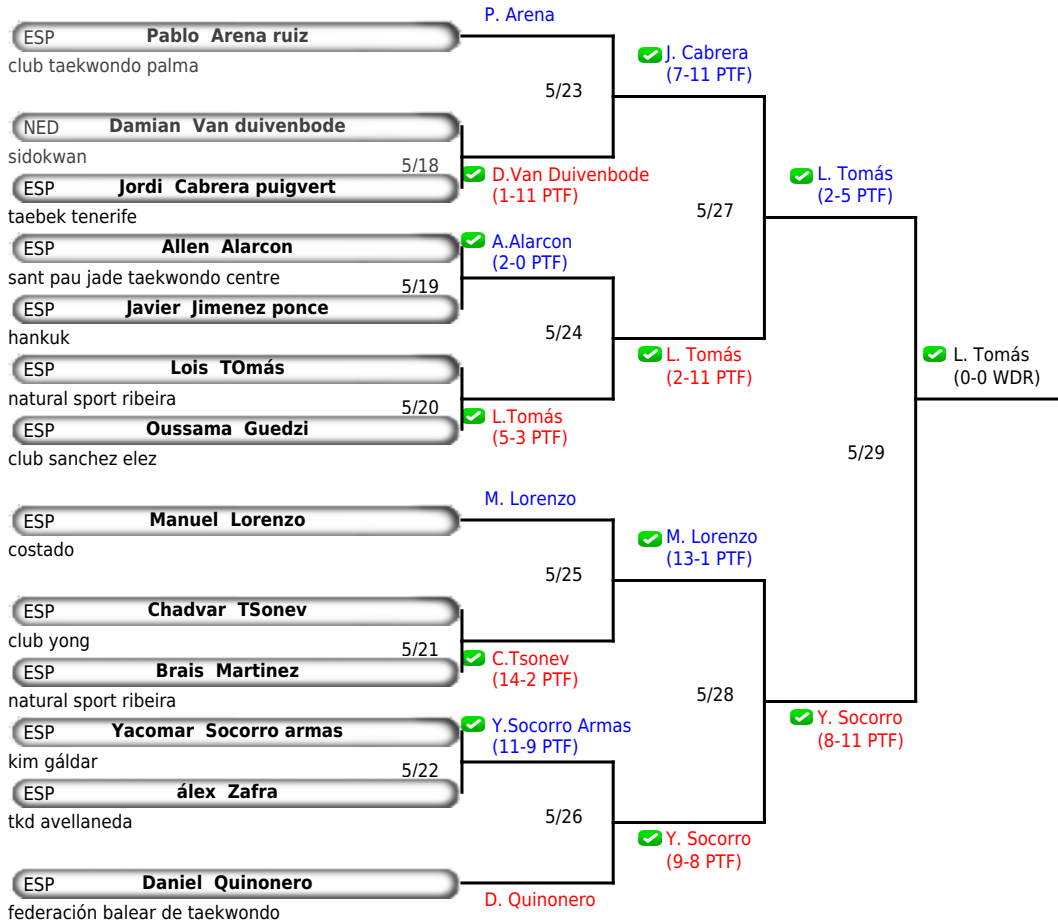 P. Arena
ESP Pablo Arena ruiz
club taekwondo palma
J. Cabrera
(7-11 PTF)
5/23
NED Damian Van duivenbode
sidokwan
5/18
D.Van Duivenbode
(1-11 PTF)
ESP Jordi Cabrera puigvert
taebek tenerife
L. Tomás
(2-5 PTF)
5/27
ESP Allen Alarcon
A.Alarcon
(2-0 PTF)
sant pau jade taekwondo centre
5/19
ESP Javier Jimenez ponce
hankuk
5/24
L. Tomás
(2-11 PTF)
ESP Lois TOmás
natural sport ribeira
5/20
L.Tomás
(5-3 PTF)
ESP Oussama Guedzi
club sanchez elez
L. Tomás
(0-0 WDR)
5/29
M. Lorenzo
ESP Manuel Lorenzo
costado
M. Lorenzo
(13-1 PTF)
5/25
ESP Chadvar TSonev
club yong
5/21
C.Tsonev
(14-2 PTF)
ESP Brais Martinez
natural sport ribeira
5/28
Y. Socorro
(8-11 PTF)
ESP Yacomar Socorro armas
Y.Socorro Armas
(11-9 PTF)
kim gáldar
5/22
ESP álex Zafra
tkd avellaneda
5/26
Y. Socorro
(9-8 PTF)
ESP Daniel Quinonero
D. Quinonero
federación balear de taekwondo